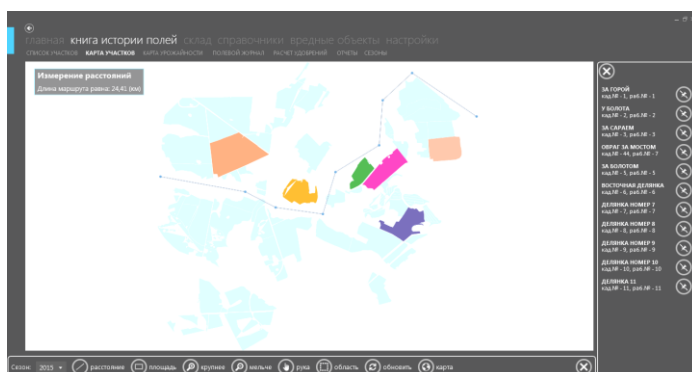 главная книга истории полей склад справочники вредные объекты настройки
СПИСОК УЧАСТКОВ КАРТА УЧАСТКОВ КАРТА УРОЖАЙНОСТИ ПОЛЕВОЙ ЖУРНАЛ РАСЧЕТ УДОБРЕНИЙ ОТЧЕТЫ СЕЗОНЫ
Измерение расстояний
Длина маршрута равна: 24,41 (км)
ЗА ГОРОЙ
кад.№ - 1, раб.№ - 1
У БОЛОТА
кад.№ - 2, раб.№ - 2
ЗА САРАЕМ
кад.№ - 3, раб.№ - 3
ОВРАГ ЗА МОСТОМ
кад.№ - 44, раб.№ - 7
ЗА БОЛОТОМ
кад.№ - 5, раб.№ - 5
ВОСТОЧНАЯ ДЕЛЯНКА
кад.№ - 6, раб.№ - 6
ДЕЛЯНКА НОМЕР 7
кад.№ - 7, раб.№ - 7
ДЕЛЯНКА НОМЕР 8
кад.№ - 8, раб.№ - 8
ДЕЛЯНКА НОМЕР 9
кад.№ - 9, раб.№ - 9
ДЕЛЯНКА НОМЕР 10
кад.№ - 10, раб.№ - 10
ДЕЛЯНКА 11
кад.№ - 11, раб.№ - 11
Сезон: 2013 расстояние площадь крупнее мельче рука область обновить карта